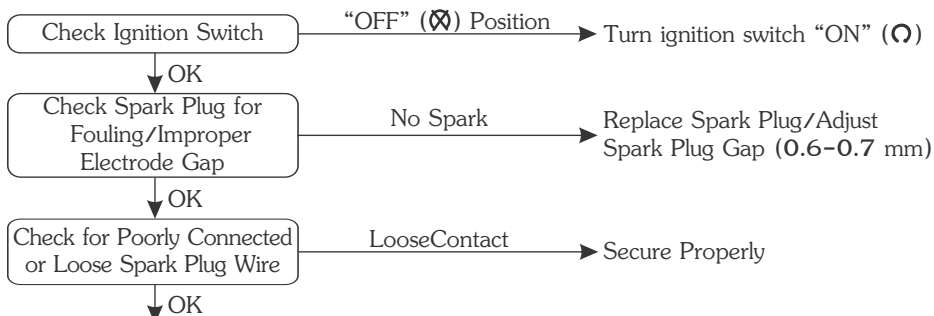 Check Ignition Switch
“OFF” (⊗) Position
Turn ignition switch “ON” (Ω)
OK
Check Spark Plug for
Fouling/Improper
Electrode Gap
No Spark
Replace Spark Plug/Adjust
Spark Plug Gap (0.6–0.7 mm)
OK
Check for Poorly Connected
or Loose Spark Plug Wire
LooseContact
Secure Properly
OK